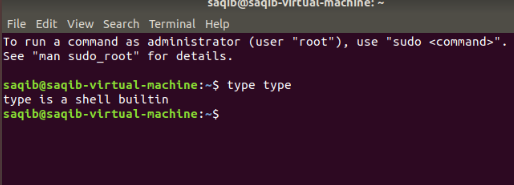 saqib@saqib-virtual-machine: ~
File Edit View Search Terminal Help
To run a command as administrator (user "root"), use "sudo <command>".
See "man sudo_root" for details.
saqib@saqib-virtual-machine:~$ type type
type is a shell builtin
saqib@saqib-virtual-machine:~$